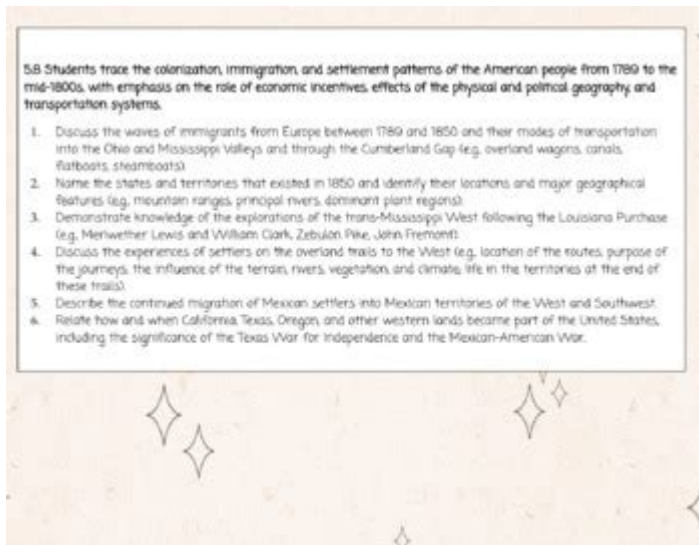 5.8 Students trace the colonization, immigration, and settlement patterns of the American people from 1789 to the
mid-1800s, with emphasis on the role of economic incentives, effects of the physical and political geography, and
transportation systems.
1. Discuss the waves of immigrants from Europe between 1789 and 1850 and their modes of transportation
into the Ohio and Mississippi Valleys and through the Cumberland Gap (e.g. overland wagons, canals,
flatboats, steamboats).
2. Name the states and territories that existed in 1850 and identify their locations and major geographical
features (e.g, mountain ranges, principal rivers, dominant plant regions).
3. Demonstrate knowledge of the explorations of the trans-Mississippi West following the Louisiana Purchase
(e.g, Meriwether Lewis and William Clark, Zebulon Pike, John Fremont).
4. Discuss the experiences of settlers on the overland trails to the West (e.g, location of the routes; purpose of
the journeys; the influence of the terrain, rivers, vegetation, and climate; life in the territories at the end of
these trails).
5. Describe the continued migration of Mexican settlers into Mexican territories of the West and Southwest.
6. Relate how and when California, Texas, Oregon, and other western lands became part of the United States,
including the significance of the Texas War for Independence and the Mexican-American War.